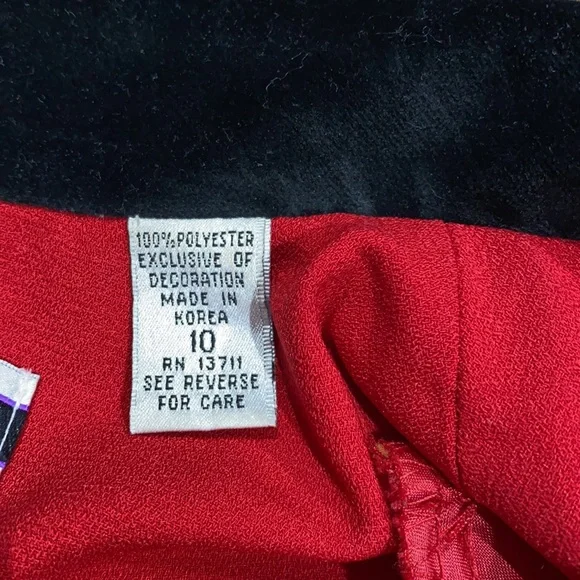 100% POLYESTER
EXCLUSIVE OF
DECORATION
MADE IN
KOREA
10
RN 13711
SEE REVERSE
FOR CARE